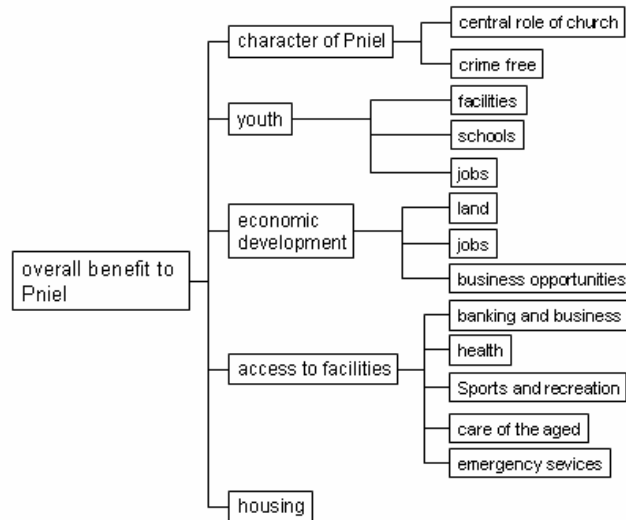 overall benefit to
Pniel
character of Pniel
central role of church
crime free
youth
facilities
schools
jobs
economic
development
land
jobs
business opportunities
access to facilities
banking and business
health
Sports and recreation
care of the aged
emergency sevices
housing